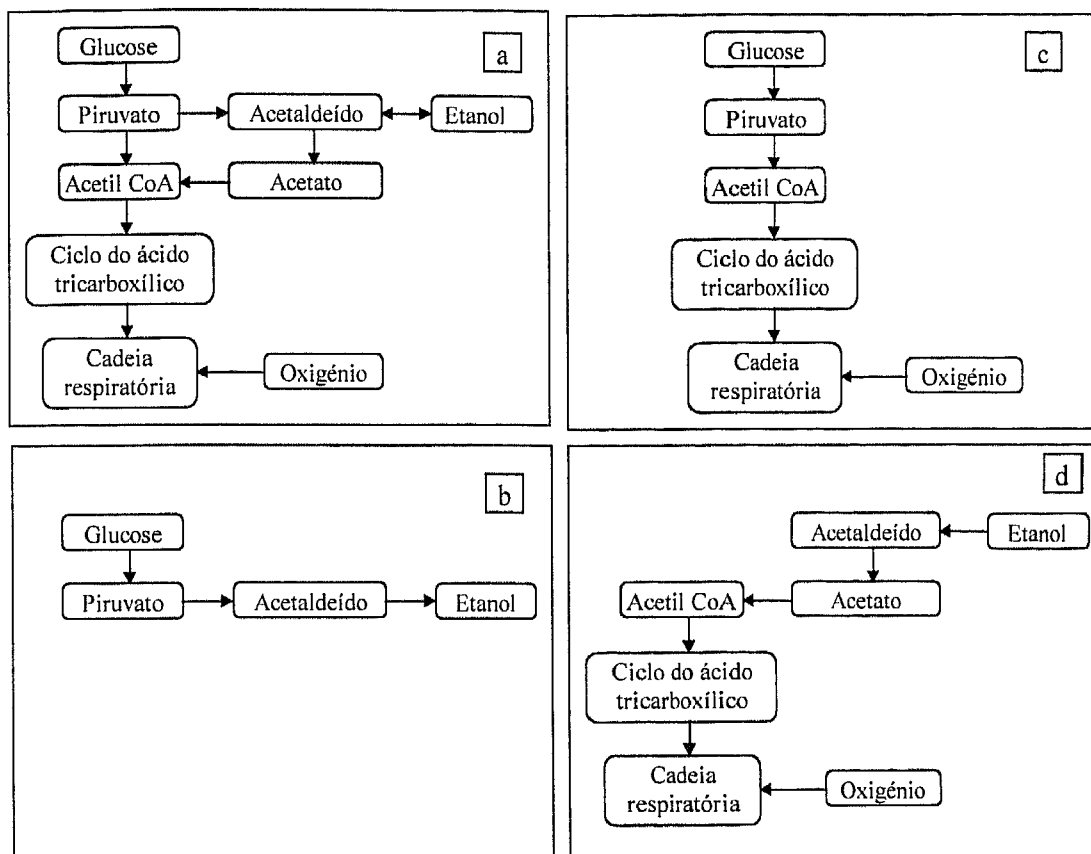 a
Glucose
Piruvato
Acetaldeído
Etanol
Acetil CoA
Acetato
Ciclo do ácido
tricarboxílico
Cadeia
respiratória
Oxigénio
c
Glucose
Piruvato
Acetil CoA
Ciclo do ácido
tricarboxílico
Cadeia
respiratória
Oxigénio
b
Glucose
Piruvato
Acetaldeído
Etanol
d
Acetaldeído
Etanol
Acetil CoA
Acetato
Ciclo do ácido
tricarboxílico
Cadeia
respiratória
Oxigénio